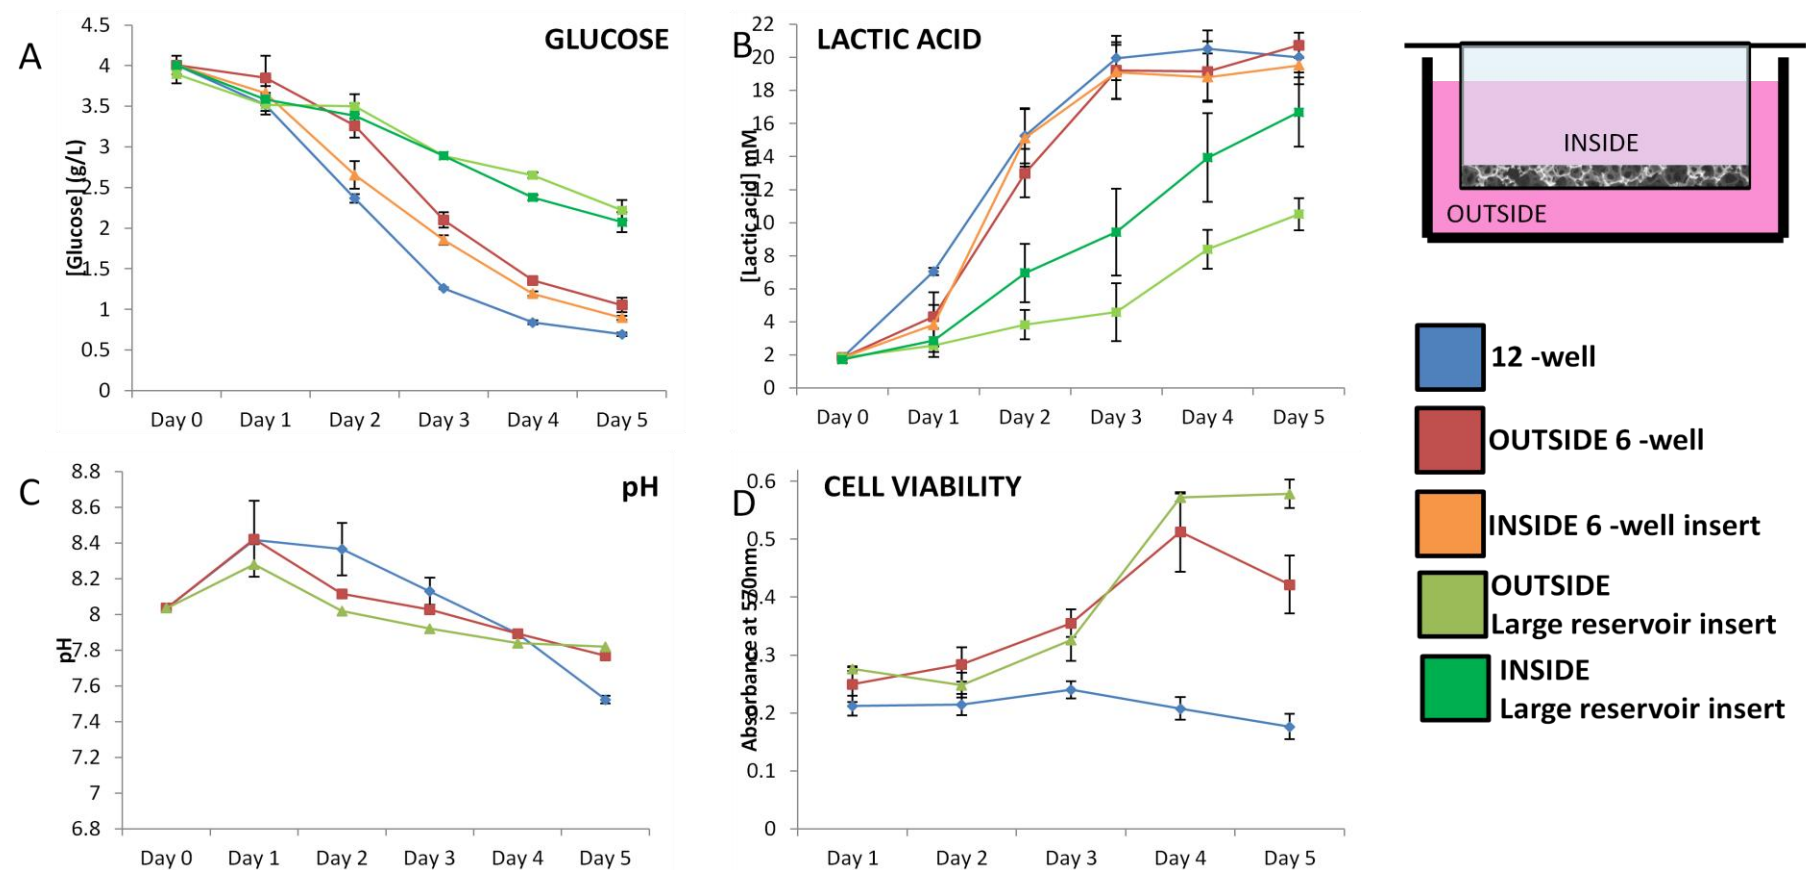 A
GLUCOSE
[Glucose] (g/L)
4.5
4
3.5
3
2.5
2
1.5
1
0.5
0
Day 0 Day 1 Day 2 Day 3 Day 4 Day 5
B
LACTIC ACID
[Lactic acid] mM
22
20
18
16
14
12
10
8
6
4
2
0
Day 0 Day 1 Day 2 Day 3 Day 4 Day 5
INSIDE
OUTSIDE
C
pH
pH
8.8
8.6
8.4
8.2
8
7.8
7.6
7.4
7.2
7
6.8
Day 0 Day 1 Day 2 Day 3 Day 4 Day 5
D
CELL VIABILITY
Absorbance at 570nm
0.6
0.5
0.4
0.3
0.2
0.1
0
Day 1 Day 2 Day 3 Day 4 Day 5
12 -well
OUTSIDE 6 -well
INSIDE 6 -well insert
OUTSIDE
Large reservoir insert
INSIDE
Large reservoir insert